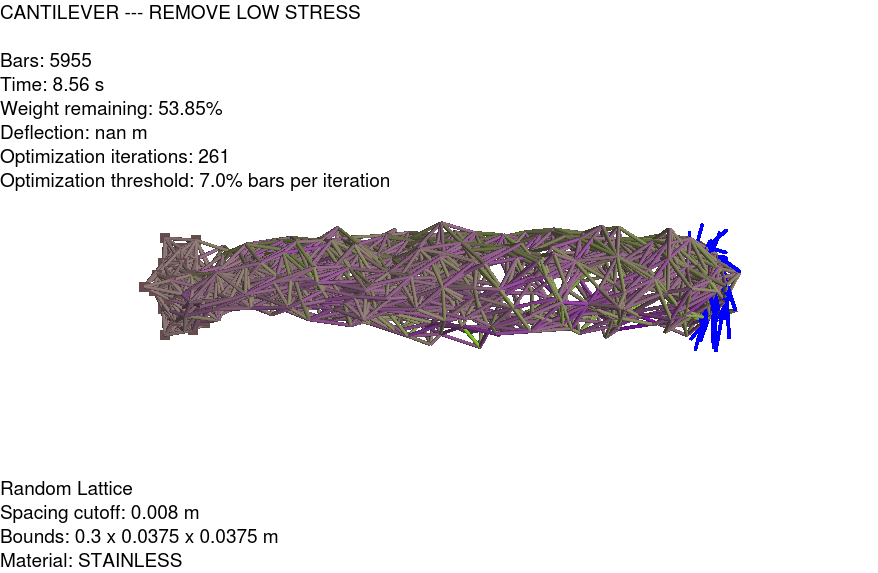 CANTILEVER --- REMOVE LOW STRESS
Bars: 5955
Time: 8.56 s
Weight remaining: 53.85%
Deflection: nan m
Optimization iterations: 261
Optimization threshold: 7.0% bars per iteration
Random Lattice
Spacing cutoff: 0.008 m
Bounds: 0.3 x 0.0375 x 0.0375 m
Material: STAINLESS